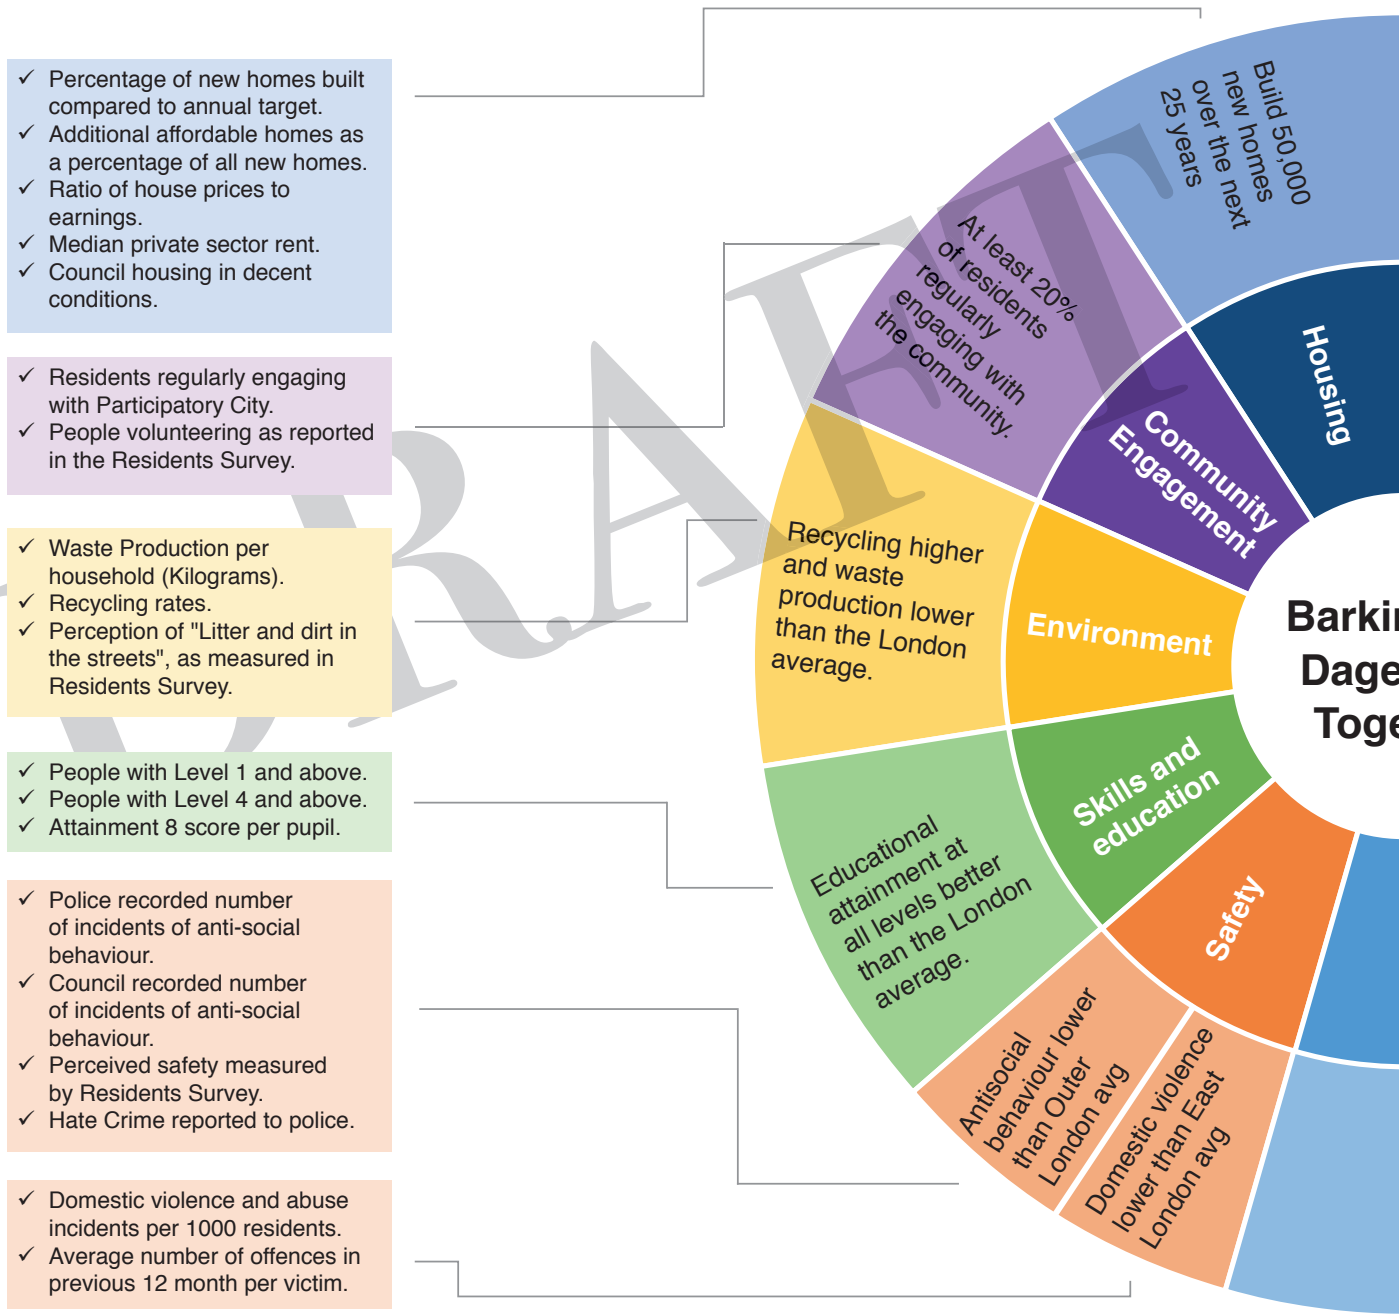 ✓ Percentage of new homes built
compared to annual target.
✓ Additional affordable homes as
a percentage of all new homes.
✓ Ratio of house prices to
earnings.
✓ Median private sector rent.
✓ Council housing in decent
conditions.
✓ Residents regularly engaging
with Participatory City.
✓ People volunteering as reported
in the Residents Survey.
✓ Waste Production per
household (Kilograms).
✓ Recycling rates.
✓ Perception of "Litter and dirt in
the streets", as measured in
Residents Survey.
✓ People with Level 1 and above.
✓ People with Level 4 and above.
✓ Attainment 8 score per pupil.
✓ Police recorded number
of incidents of anti-social
behaviour.
✓ Council recorded number
of incidents of anti-social
behaviour.
✓ Perceived safety measured
by Residents Survey.
✓ Hate Crime reported to police.
✓ Domestic violence and abuse
incidents per 1000 residents.
✓ Average number of offences in
previous 12 month per victim.
Build 50,000
new homes
over the next
25 years
Housing
At least 20%
of residents
regularly
engaging with
the community.
Community
Engagement
Recycling higher
and waste
production lower
than the London
average.
Environment
Educational
attainment at
all levels better
than the London
average.
Skills and
education
Antisocial
behaviour lower
than Outer
London avg
Domestic violence
lower than East
London avg
Safety
Barkin
Dage
Toge
DRAFT